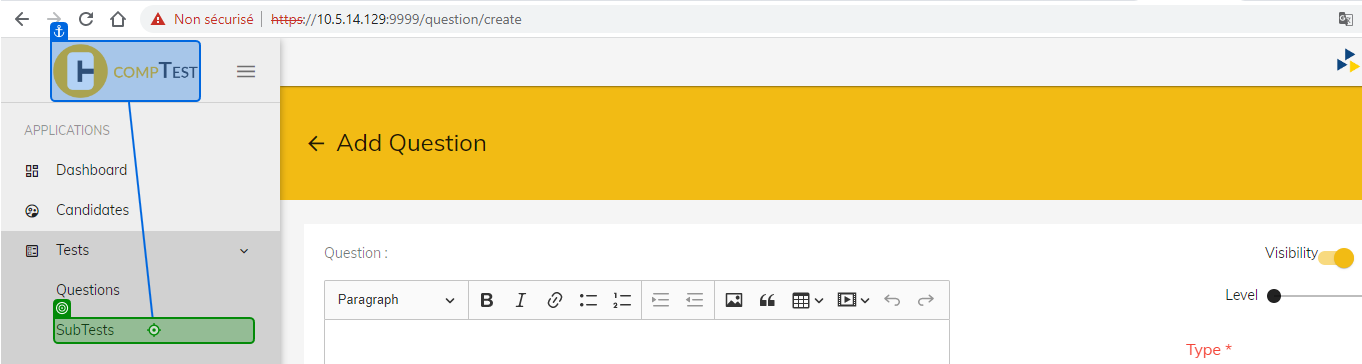 Non sécurisé | https://10.5.14.129:9999/question/create
COMPTEST
APPLICATIONS
Dashboard
Candidates
Tests
Questions
SubTests
Add Question
Question :
Visibility
Paragraph
Level
Type *